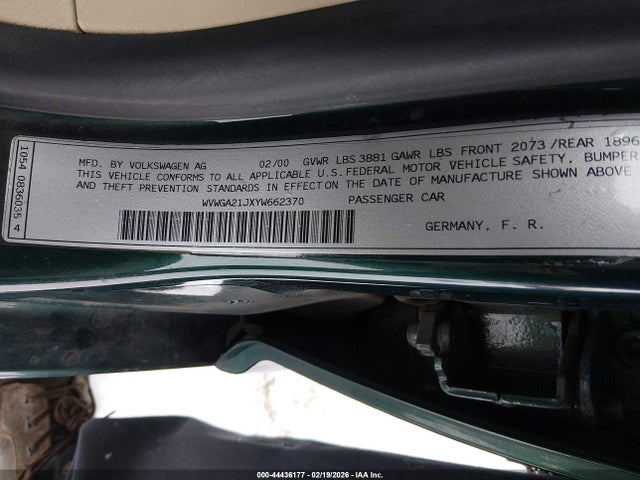 MFD. BY VOLKSWAGEN AG 02/00 GVWR LBS 3881 GAWR LBS FRONT 2073 /REAR 1896
THIS VEHICLE CONFORMS TO ALL APPLICABLE U.S. FEDERAL MOTOR VEHICLE SAFETY, BUMPER
AND THEFT PREVENTION STANDARDS IN EFFECT ON THE DATE OF MANUFACTURE SHOWN ABOVE
WVWGA21JXYW662370 PASSENGER CAR
GERMANY, F. R.
1054 0836035 4
000-44436177 - 02/19/2026 - IAA Inc.